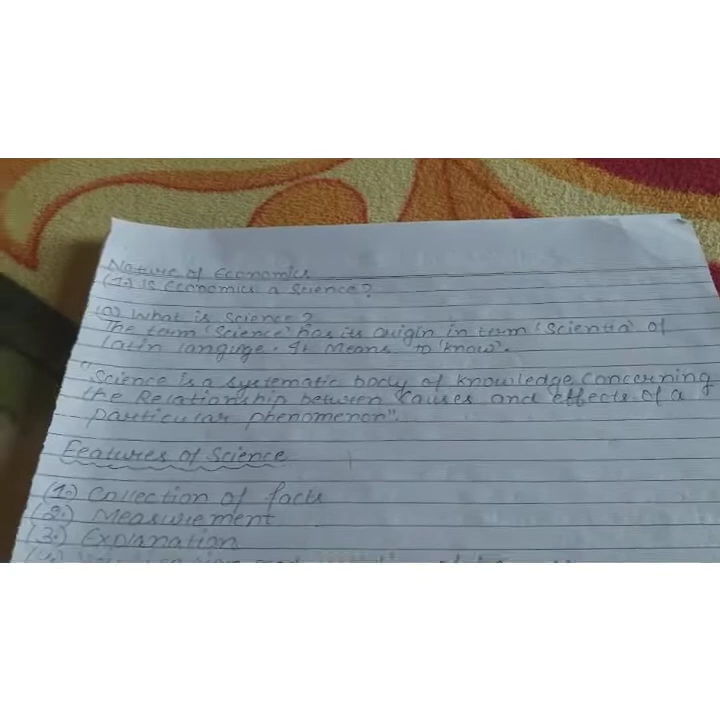 Nature of Economics
(1.) Is Economics a Science?
(a) What is Science?
The term 'Science' has its origin in term 'Scientia' of
Latin languge. It Means to 'know'.
"Science is a systematic body of knowledge concerning
the Relationship between Causes and effects of a
particular phenomenon".
Features of Science
(1.) Collection of facts
(2.) Measurement
(3.) Explanation
(4.)